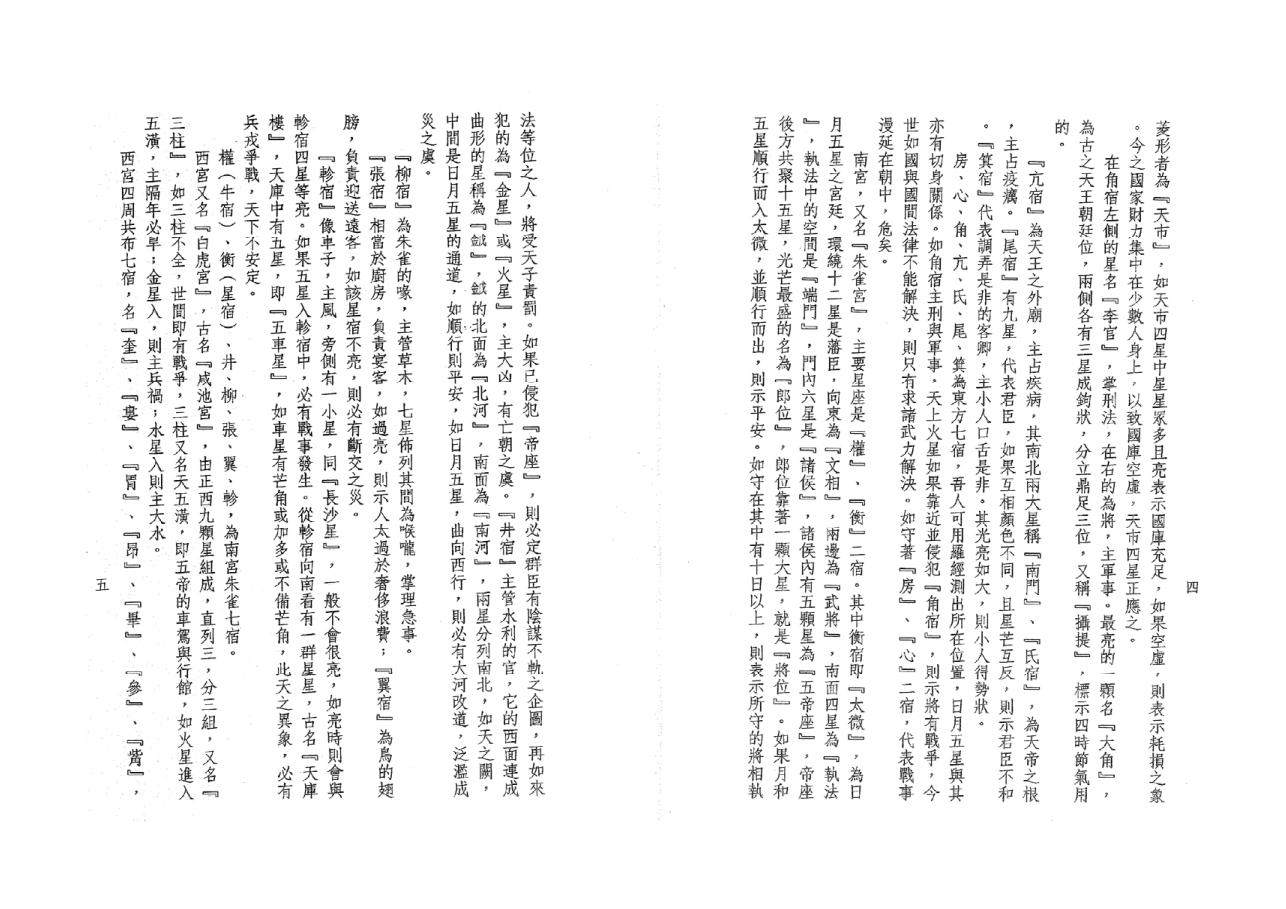 菱形者為『天市』，如天市四星中星星眾多且亮表示國庫充足，如果空虛，則表示耗損之象
。今之國家財力集中在少數人身上，以致國庫空虛，天市四星正應之。
在角宿左側的星名『李官』，掌刑法，在右的為將，主軍事。最亮的一顆名『大角』，
為古之天王朝廷位，兩側各有三星成鉤狀，分立鼎足三位，又稱『攝提』，標示四時節氣用
的。
『亢宿』為天王之外廟，主占疾病，其南北兩大星稱『南門』、『氐宿』，為天帝之根
，主占疫癘。『尾宿』有九星，代表君臣，如果互相顏色不同，且星芒互反，則示君臣不和
。『箕宿』代表調弄是非的客卿，主小人口舌是非。其光亮如大，則小人得勢狀。
房、心、角、亢、氐、尾、箕為東方七宿，吾人可用羅經測出所在位置，日月五星與其
亦有切身關係。如角宿主刑與軍事，天上火星如果靠近並侵犯『角宿』，則示將有戰爭，今
世如國與國間法律不能解決，則只有求諸武力解決。如守著『房』、『心』二宿，代表戰事
漫延在朝中，危矣。
南宮，又名『朱雀宮』，主要星座是『權』、『衡』二宿。其中衡宿即『太微』，為日
月五星之宮廷，環繞十二星是藩臣，向東為『文相』，兩邊為『武將』，南面四星為『執法
』，執法中的空間是『端門』，門內六星是『諸侯』，諸侯內有五顆星為『五帝座』，帝座
後方共聚十五星，光芒最盛的名為『郎位』，郎位靠著一顆大星，就是『將位』。如果月和
五星順行而入太微，並順行而出，則示平安。如守在其中有十日以上，則表示所守的將相執
四
法等位之人，將受天子責罰。如果已侵犯『帝座』，則必定群臣有陰謀不軌之企圖，再如來
犯的為『金星』或『火星』，主大凶，有亡朝之虞。『井宿』主管水利的官，它的西面連成
曲形的星稱為『鉞』，鉞的北面為『北河』，南面為『南河』，兩星分列南北，如天之闕，
中間是日月五星的通道，如順行則平安，如日月五星，曲向西行，則必有大河改道，泛濫成
災之虞。
『柳宿』為朱雀的喙，主管草木，七星佈列其間為喉嚨，掌理急事。
『張宿』相當於廚房，負責宴客，如過亮，則示人太過於奢侈浪費；『翼宿』為鳥的翅
膀，負責迎送遠客，如該星宿不亮，則必有斷交之災。
『軫宿』像車子，主風，旁側有一小星，同『長沙星』，一般不會很亮，如亮時則會與
軫宿四星等亮。如果五星入軫宿中，必有戰事發生。從軫宿向南看有一群星星，古名『天庫
樓』，天庫中有五星，即『五車星』，如車星有芒角或加多或不備芒角，此天之異象，必有
兵戎爭戰，天下不安定。
權（牛宿）、衡（星宿）、井、柳、張、翼、軫，為南宮朱雀七宿。
西宮又名『白虎宮』，古名『咸池宮』，由正西九顆星組成，直列三，分三組，又名『
三柱』，如三柱不全，世間即有戰爭，三柱又名天五潢，即五帝的車駕與行館，如火星進入
五潢，主隔年必旱；金星入，則主兵禍；水星入則主大水。
西宮四周共布七宿，名『奎』、『婁』、『胃』、『昂』、『畢』、『參』、『觜』，
五